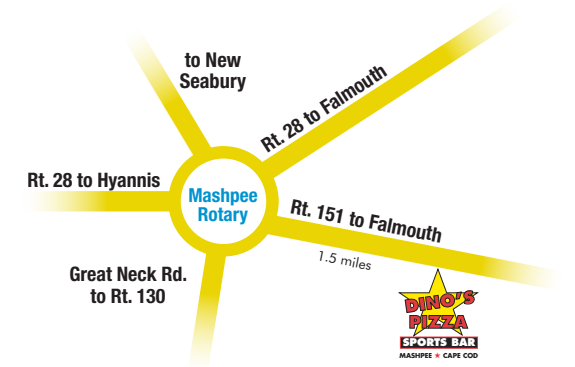 to New
Seabury
Rt. 28 to Falmouth
Rt. 28 to Hyannis
Mashpee
Rotary
Rt. 151 to Falmouth
1.5 miles
Great Neck Rd.
to Rt. 130
DINO'S
PIZZA
SPORTS BAR
MASHPEE ★ CAPE COD